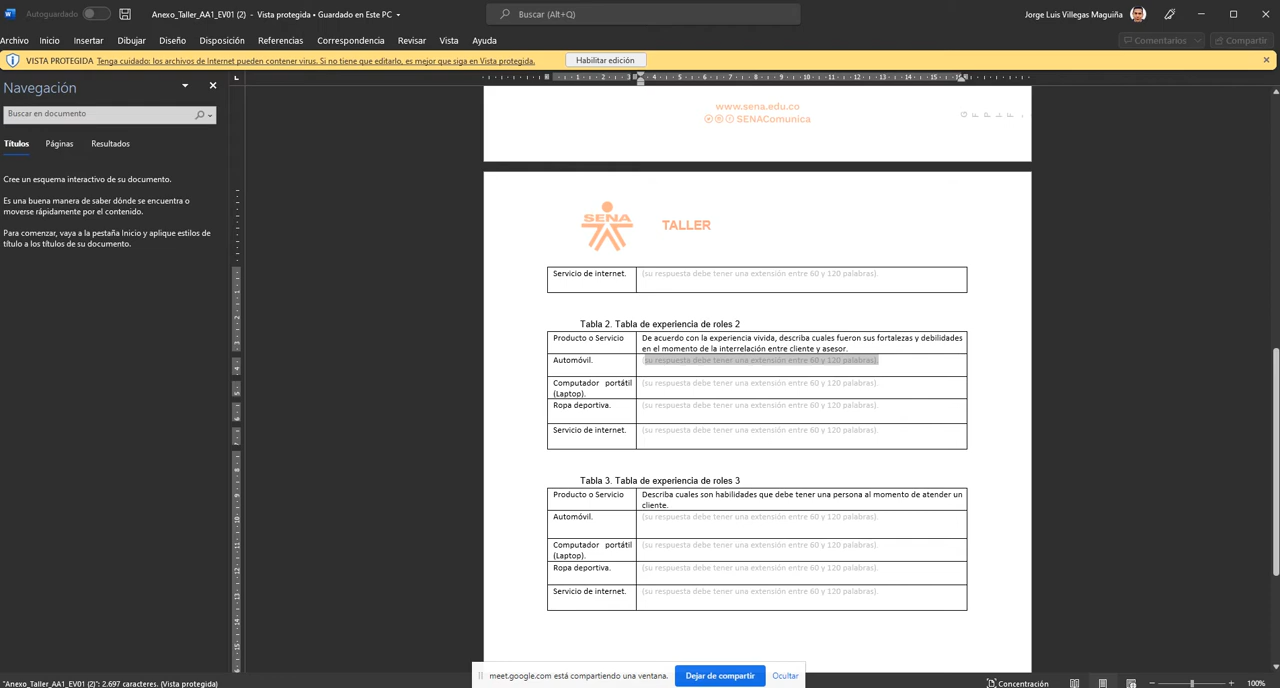 Autoguardado
Anexo_Taller_AA1_EV01 (2) - Vista protegida • Guardado en Este PC
Buscar (Alt+Q)
Jorge Luis Villegas Maguiña
Archivo Inicio Insertar Dibujar Diseño Disposición Referencias Correspondencia Revisar Vista Ayuda
Comentarios
Compartir
VISTA PROTEGIDA Tenga cuidado: los archivos de Internet pueden contener virus. Si no tiene que editarlo, es mejor que siga en Vista protegida.
Habilitar edición
Navegación
Buscar en documento
Títulos Páginas Resultados
Cree un esquema interactivo de su documento.
Es una buena manera de saber dónde se encuentra o
moverse rápidamente por el contenido.
Para comenzar, vaya a la pestaña Inicio y aplique estilos de
título a los títulos de su documento.
www.sena.edu.co
SENAComunica
SENA
TALLER
Servicio de internet. (su respuesta debe tener una extensión entre 60 y 120 palabras).
Tabla 2. Tabla de experiencia de roles 2
Producto o Servicio De acuerdo con la experiencia vivida, describa cuales fueron sus fortalezas y debilidades
en el momento de la interrelación entre cliente y asesor.
Automóvil. (su respuesta debe tener una extensión entre 60 y 120 palabras).
Computador portátil (su respuesta debe tener una extensión entre 60 y 120 palabras).
(Laptop).
Ropa deportiva. (su respuesta debe tener una extensión entre 60 y 120 palabras).
Servicio de internet. (su respuesta debe tener una extensión entre 60 y 120 palabras).
Tabla 3. Tabla de experiencia de roles 3
Producto o Servicio Describa cuales son habilidades que debe tener una persona al momento de atender un
cliente.
Automóvil. (su respuesta debe tener una extensión entre 60 y 120 palabras).
Computador portátil (su respuesta debe tener una extensión entre 60 y 120 palabras).
(Laptop).
Ropa deportiva. (su respuesta debe tener una extensión entre 60 y 120 palabras).
Servicio de internet. (su respuesta debe tener una extensión entre 60 y 120 palabras).
meet.google.com está compartiendo una ventana.
Dejar de compartir
Ocultar
"Anexo_Taller_AA1_EV01 (2)": 2.697 caracteres. (Vista protegida)
Concentración
100%